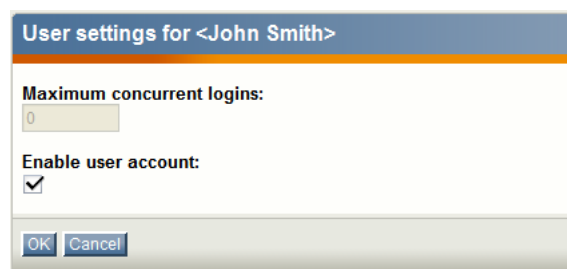 User settings for <John Smith>
Maximum concurrent logins:
0
Enable user account:
OK Cancel